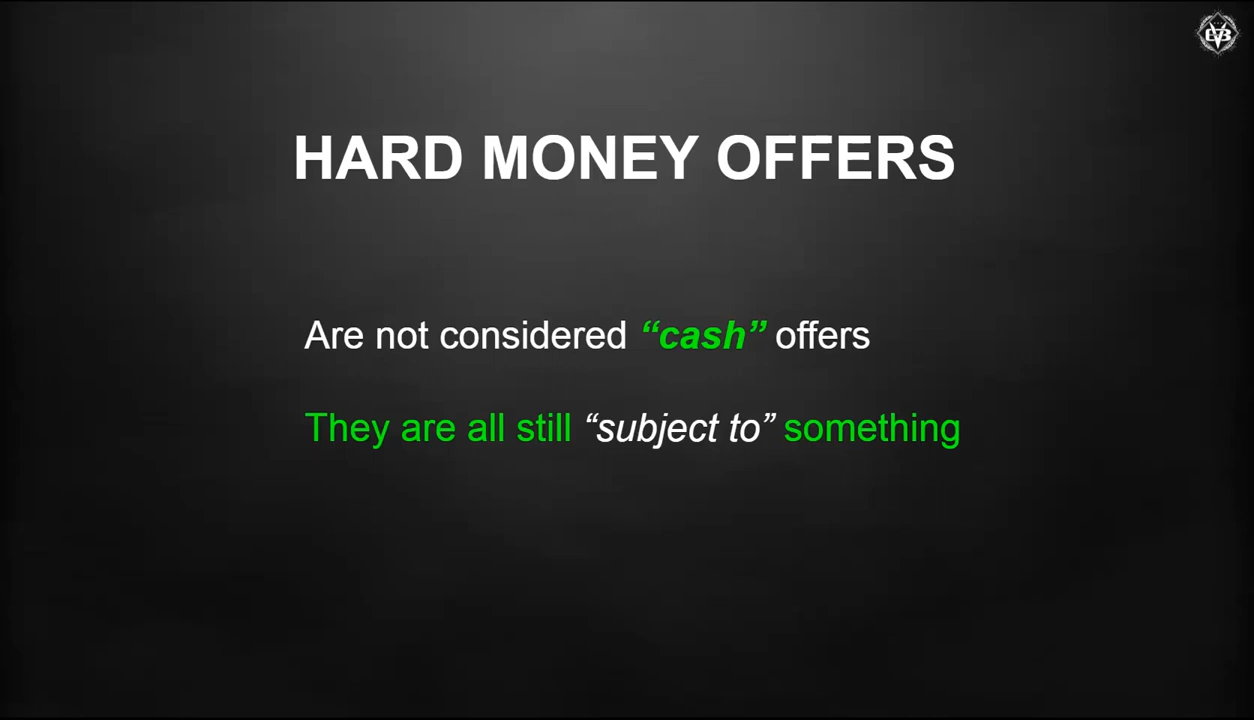 HARD MONEY OFFERS
Are not considered “cash” offers
They are all still “subject to” something